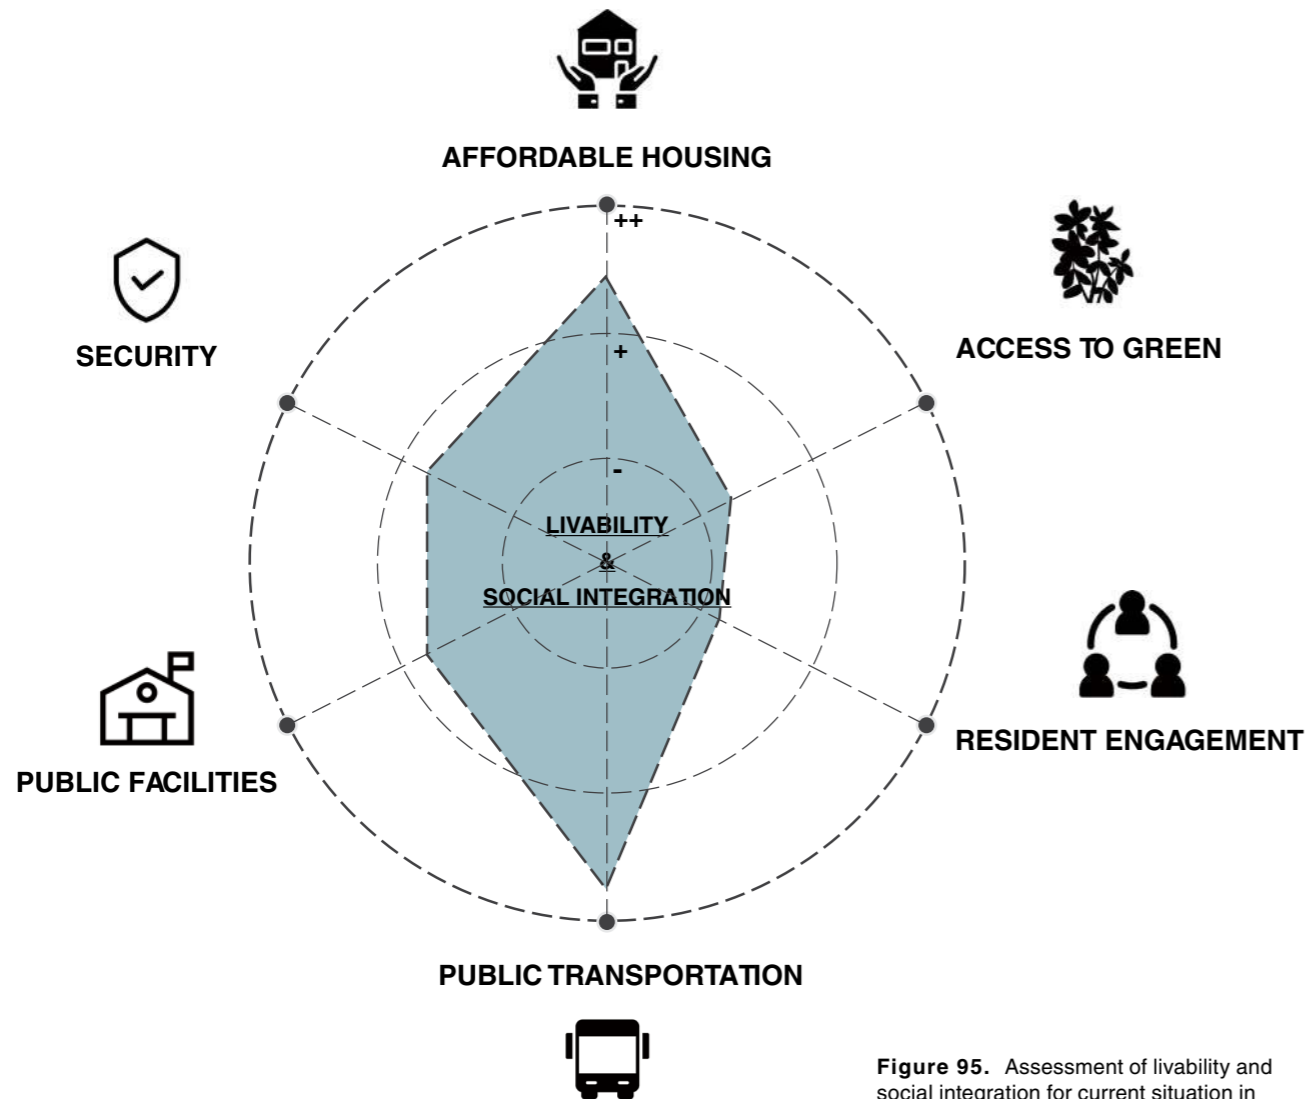 AFFORDABLE HOUSING
++
ACCESS TO GREEN
SECURITY
+
-
LIVABILITY
&
SOCIAL INTEGRATION
RESIDENT ENGAGEMENT
PUBLIC FACILITIES
PUBLIC TRANSPORTATION
Figure 95. Assessment of livability and
social integration for current situation in